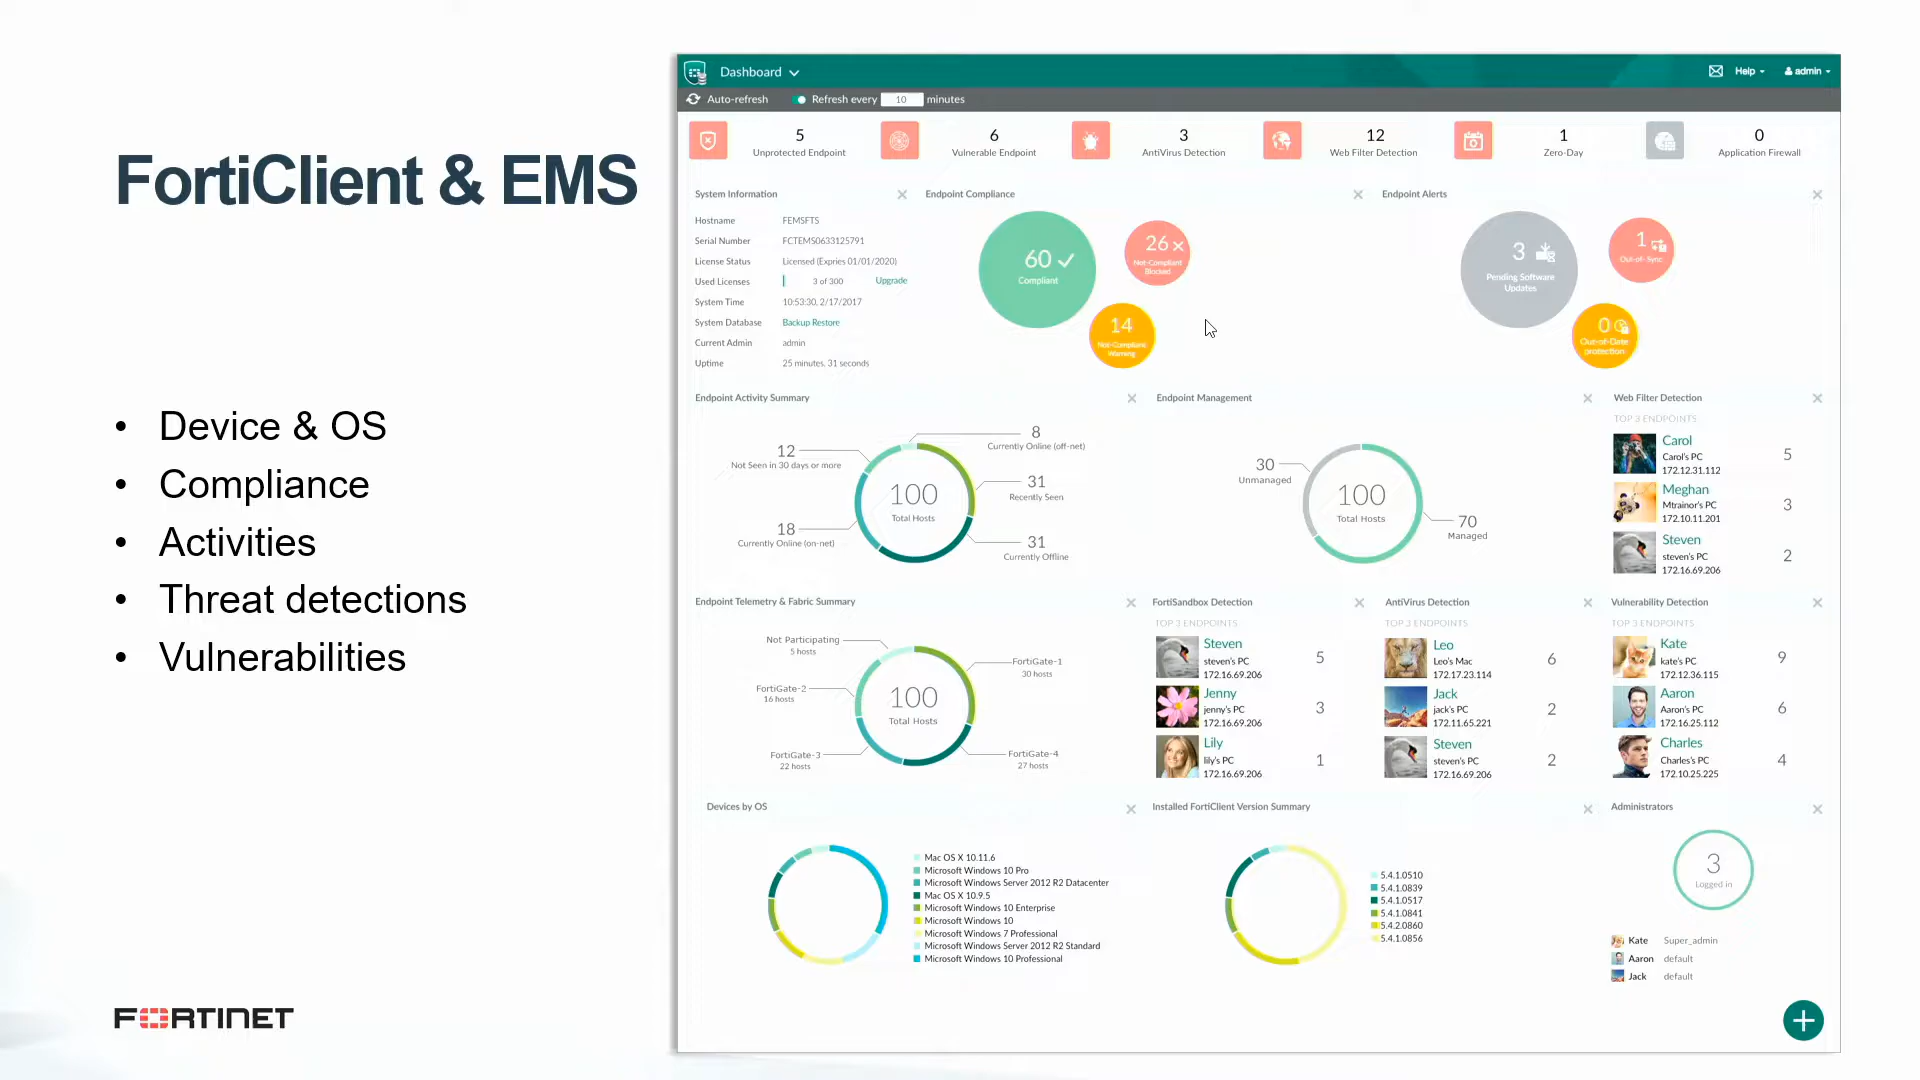 FortiClient & EMS
• Device & OS
• Compliance
• Activities
• Threat detections
• Vulnerabilities
FORTINET
Dashboard
Help
admin
Auto-refresh
Refresh every 10 minutes
5
Unprotected Endpoint
6
Vulnerable Endpoint
3
AntiVirus Detection
12
Web Filter Detection
1
Zero-Day
0
Application Firewall
System Information
Hostname FEMSFTS
Serial Number FCTEMS0633125791
License Status Licensed (Expries 01/01/2020)
Used Licenses 3 of 300 Upgrade
System Time 10:53:30, 2/17/2017
System Database Backup Restore
Current Admin admin
Uptime 25 minutes, 31 seconds
Endpoint Compliance
60
Compliant
26
Not-Compliant
Blocked
14
Not-Compliant
Warning
Endpoint Alerts
3
Pending Software
Updates
1
Out-of-Sync
0
Out-of-Date
protection
Endpoint Activity Summary
8
Currently Online (off-net)
12
Not Seen in 30 days or more
31
Recently Seen
100
Total Hosts
18
Currently Online (on-net)
31
Currently Offline
Endpoint Management
30
Unmanaged
100
Total Hosts
70
Managed
Web Filter Detection
TOP 3 ENDPOINTS
Carol
Carol's PC
172.12.31.112
5
Meghan
Mtrainor's PC
172.10.11.201
3
Steven
steven's PC
172.16.69.206
2
Endpoint Telemetry & Fabric Summary
Not Participating
5 hosts
FortiGate-1
30 hosts
FortiGate-2
16 hosts
100
Total Hosts
FortiGate-3
22 hosts
FortiGate-4
27 hosts
FortiSandbox Detection
TOP 3 ENDPOINTS
Steven
steven's PC
172.16.69.206
5
Jenny
jenny's PC
172.16.69.206
3
Lily
lily's PC
172.16.69.206
1
AntiVirus Detection
TOP 3 ENDPOINTS
Leo
Leo's Mac
172.17.23.114
6
Jack
jack's PC
172.11.65.221
2
Steven
steven's PC
172.16.69.206
2
Vulnerability Detection
TOP 3 ENDPOINTS
Kate
kate's PC
172.12.36.115
9
Aaron
Aaron's PC
172.16.25.112
6
Charles
Charles's PC
172.10.25.225
4
Devices by OS
Mac OS X 10.11.6
Microsoft Windows 10 Pro
Microsoft Windows Server 2012 R2 Datacenter
Mac OS X 10.9.5
Microsoft Windows 10 Enterprise
Microsoft Windows 10
Microsoft Windows 7 Professional
Microsoft Windows Server 2012 R2 Standard
Microsoft Windows 10 Professional
Installed FortiClient Version Summary
5.4.1.0510
5.4.1.0839
5.4.1.0517
5.4.1.0841
5.4.2.0860
5.4.1.0856
Administrators
3
Logged in
Kate Super_admin
Aaron default
Jack default